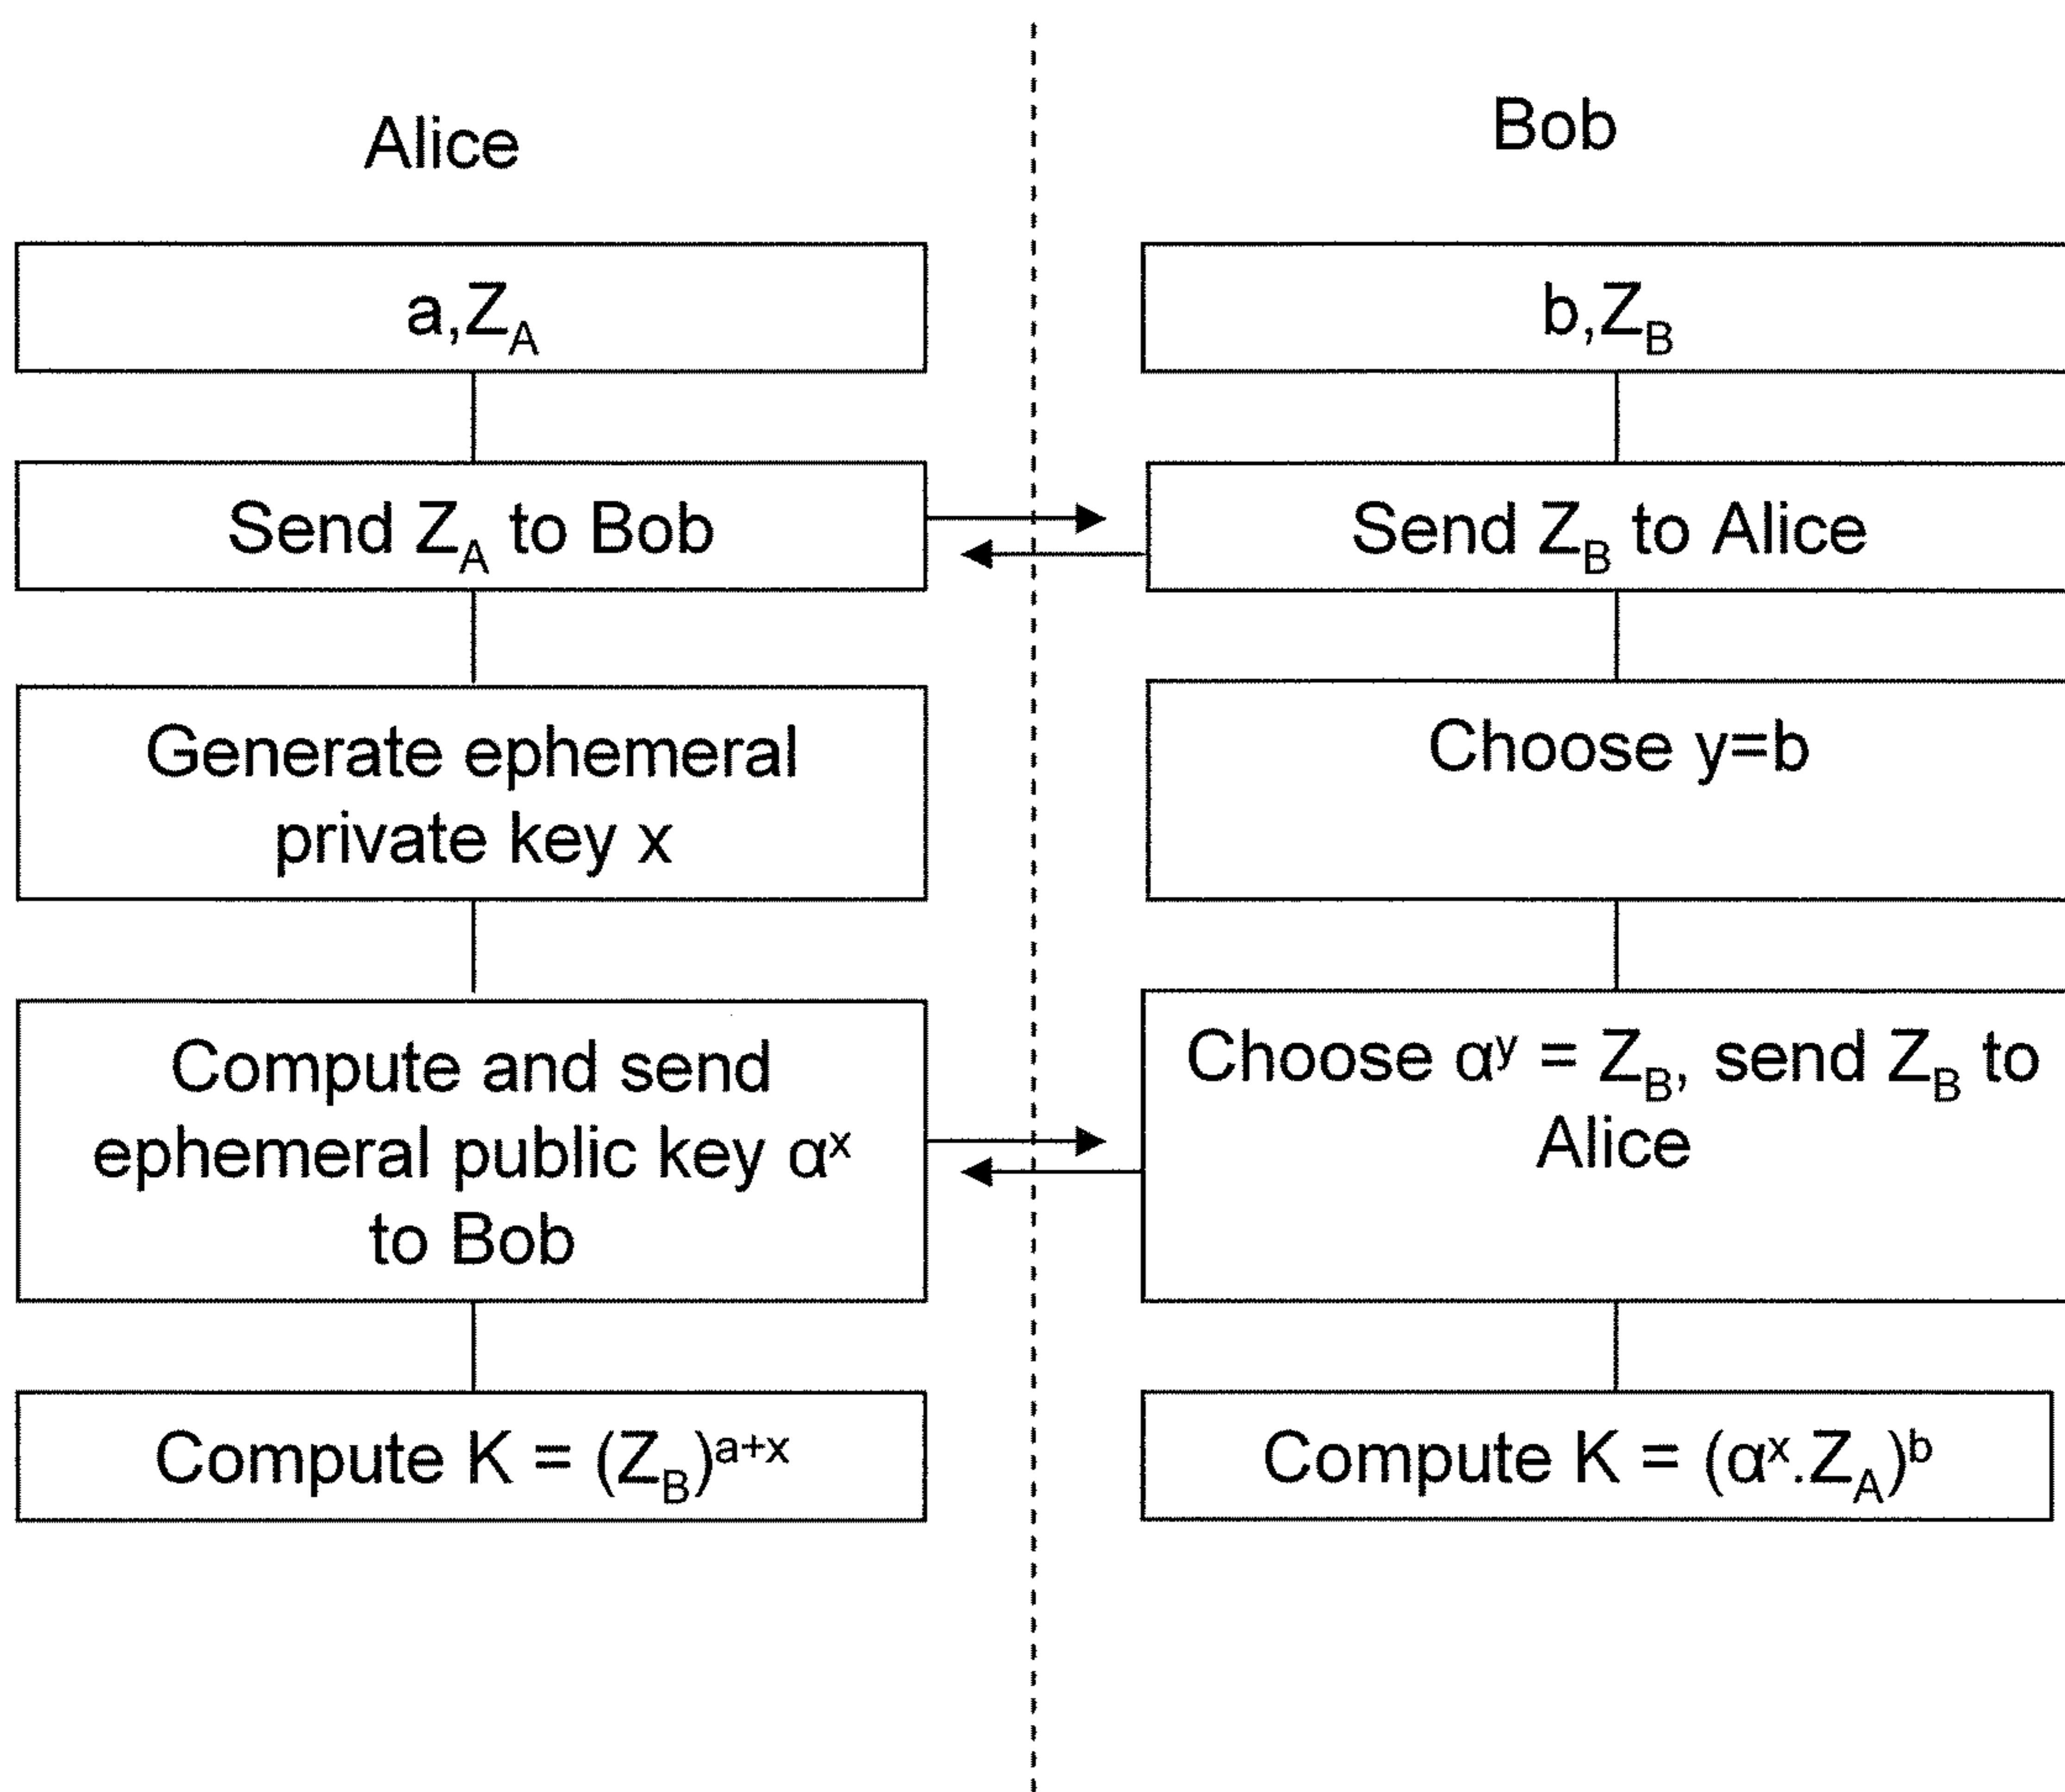 Alice
Bob
a,Z_A
b,Z_B
Send Z_A to Bob
Send Z_B to Alice
Generate ephemeral
private key x
Choose y=b
Compute and send
ephemeral public key α^x
to Bob
Choose α^y = Z_B, send Z_B to
Alice
Compute K = (Z_B)^{a+x}
Compute K = (α^x.Z_A)^b